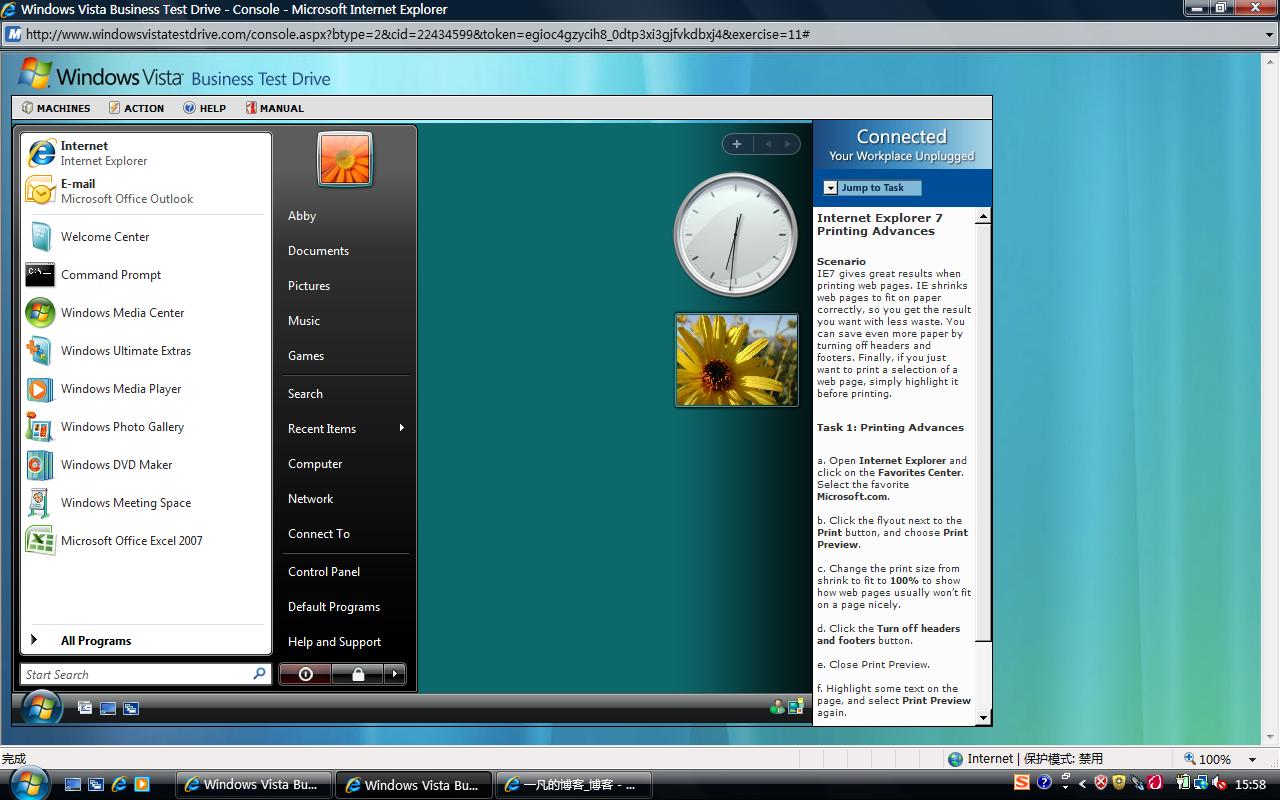 Windows Vista Business Test Drive - Console - Microsoft Internet Explorer
http://www.windowsvistatestdrive.com/console.aspx?btype=2&cid=22434599&token=egioc4gzycih8_0dtp3xi3gjfvkdbxj4&exercise=11#
Windows Vista Business Test Drive
MACHINES ACTION HELP MANUAL
Internet
Internet Explorer
E-mail
Microsoft Office Outlook
Welcome Center
Command Prompt
Windows Media Center
Windows Ultimate Extras
Windows Media Player
Windows Photo Gallery
Windows DVD Maker
Windows Meeting Space
Microsoft Office Excel 2007
All Programs
Start Search
Abby
Documents
Pictures
Music
Games
Search
Recent Items
Computer
Network
Connect To
Control Panel
Default Programs
Help and Support
Connected
Your Workplace Unplugged
Jump to Task
Internet Explorer 7
Printing Advances
Scenario
IE7 gives great results when
printing web pages. IE shrinks
web pages to fit on paper
correctly, so you get the result
you want with less waste. You
can save even more paper by
turning off headers and
footers. Finally, if you just
want to print a selection of a
web page, simply highlight it
before printing.
Task 1: Printing Advances
a. Open Internet Explorer and
click on the Favorites Center.
Select the favorite
Microsoft.com.
b. Click the flyout next to the
Print button, and choose Print
Preview.
c. Change the print size from
shrink to fit to 100% to show
how web pages usually won't fit
on a page nicely.
d. Click the Turn off headers
and footers button.
e. Close Print Preview.
f. Highlight some text on the
page, and select Print Preview
again.
完成
Internet | 保护模式: 禁用
100%
Windows Vista Bu...
Windows Vista Bu...
一凡的博客_博客 - ...
15:58